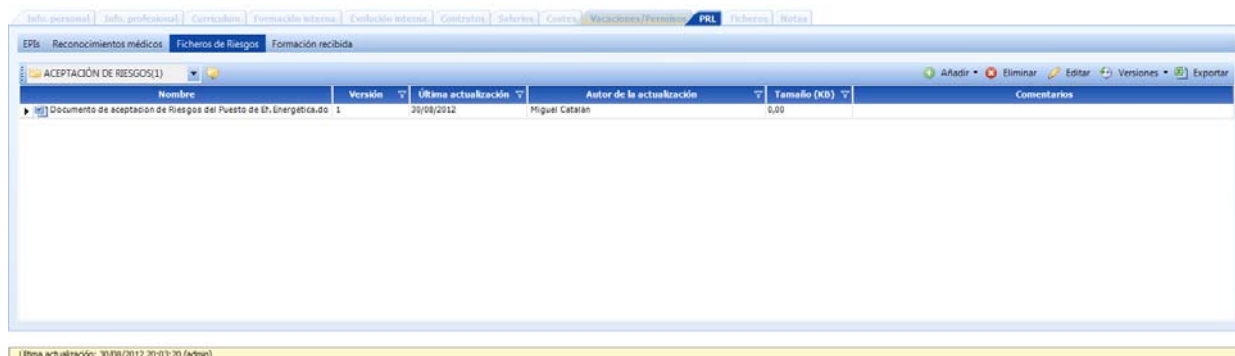 Info. personal Info. profesional Curriculum Formación interna Evolución interna Contratos Salarios Costes Vacaciones/Permisos PRL Ficheros Notas
EPIs Reconocimientos médicos Ficheros de Riesgos Formación recibida
ACEPTACIÓN DE RIESGOS(1) Añadir Eliminar Editar Versiones Exportar
Nombre Versión Última actualización Autor de la actualización Tamaño (KB) Comentarios
Documento de aceptación de Riesgos del Puesto de Ef. Energética.do 1 30/08/2012 Miguel Catalán 0,00
Última actualización: 30/08/2012 20:03:20 (admin)